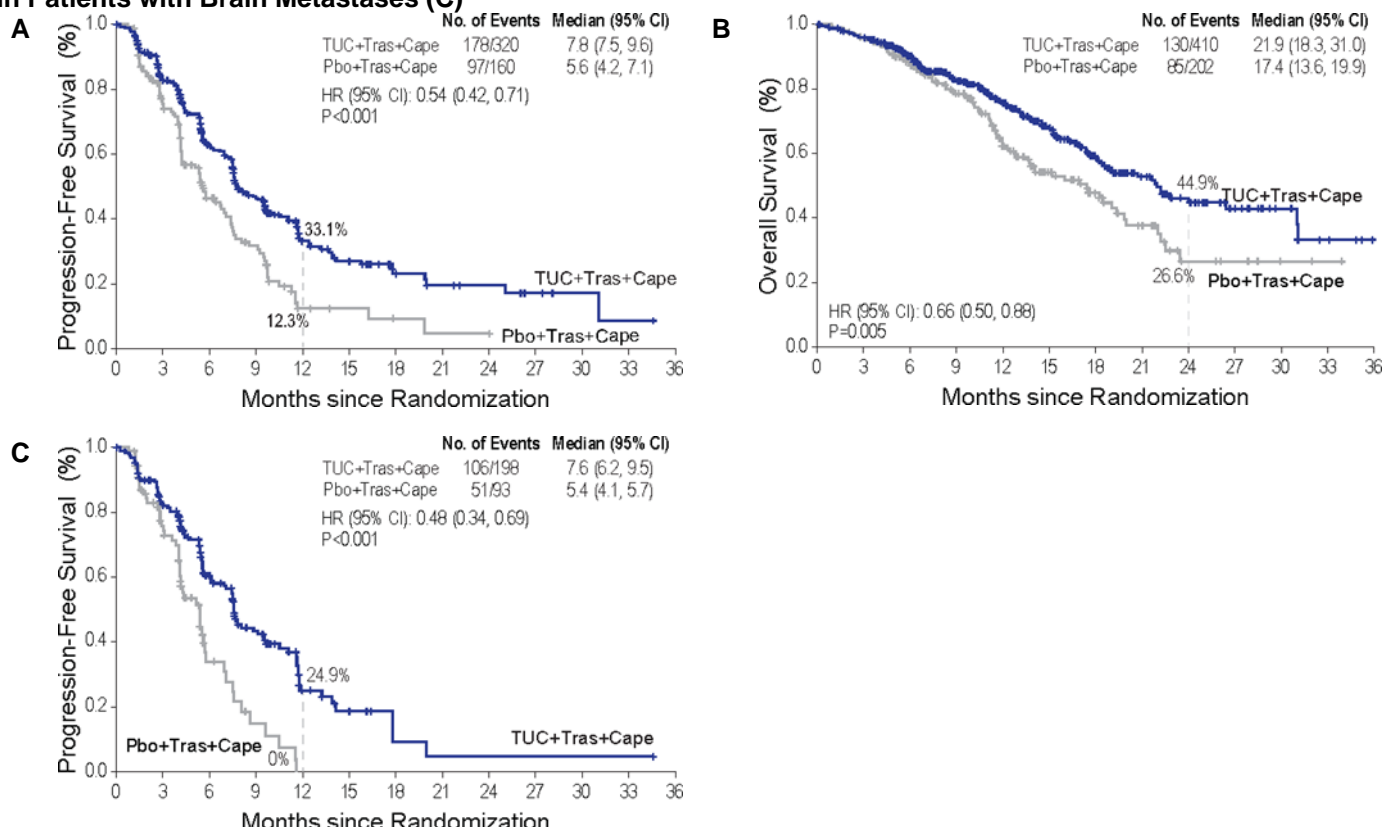 in Patients with Brain Metastases (C)
A
No. of Events Median (95% CI)
TUC+Tras+Cape 178/320 7.8 (7.5, 9.6)
Pbo+Tras+Cape 97/160 5.6 (4.2, 7.1)
HR (95% CI): 0.54 (0.42, 0.71)
P<0.001
Progression-Free Survival (%)
1.0
0.8
0.6
0.4
0.2
0.0
33.1%
12.3%
TUC+Tras+Cape
Pbo+Tras+Cape
0 3 6 9 12 15 18 21 24 27 30 33 36
Months since Randomization
B
No. of Events Median (95% CI)
TUC+Tras+Cape 130/410 21.9 (18.3, 31.0)
Pbo+Tras+Cape 85/202 17.4 (13.6, 19.9)
Overall Survival (%)
1.0
0.8
0.6
0.4
0.2
0.0
44.9%
TUC+Tras+Cape
26.6%
Pbo+Tras+Cape
HR (95% CI): 0.66 (0.50, 0.88)
P=0.005
0 3 6 9 12 15 18 21 24 27 30 33 36
Months since Randomization
C
No. of Events Median (95% CI)
TUC+Tras+Cape 106/198 7.6 (6.2, 9.5)
Pbo+Tras+Cape 51/93 5.4 (4.1, 5.7)
HR (95% CI): 0.48 (0.34, 0.69)
P<0.001
Progression-Free Survival (%)
1.0
0.8
0.6
0.4
0.2
0.0
24.9%
Pbo+Tras+Cape
0%
TUC+Tras+Cape
0 3 6 9 12 15 18 21 24 27 30 33 36
Months since Randomization